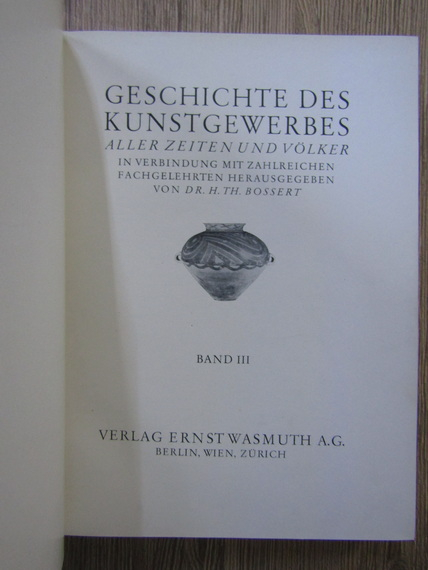 GESCHICHTE DES
KUNSTGEWERBES
ALLER ZEITEN UND VÖLKER
IN VERBINDUNG MIT ZAHLREICHEN
FACHGELEHRTEN HERAUSGEGEBEN
VON DR. H. TH. BOSSERT
BAND III
VERLAG ERNST WASMUTH A.G.
BERLIN, WIEN, ZÜRICH